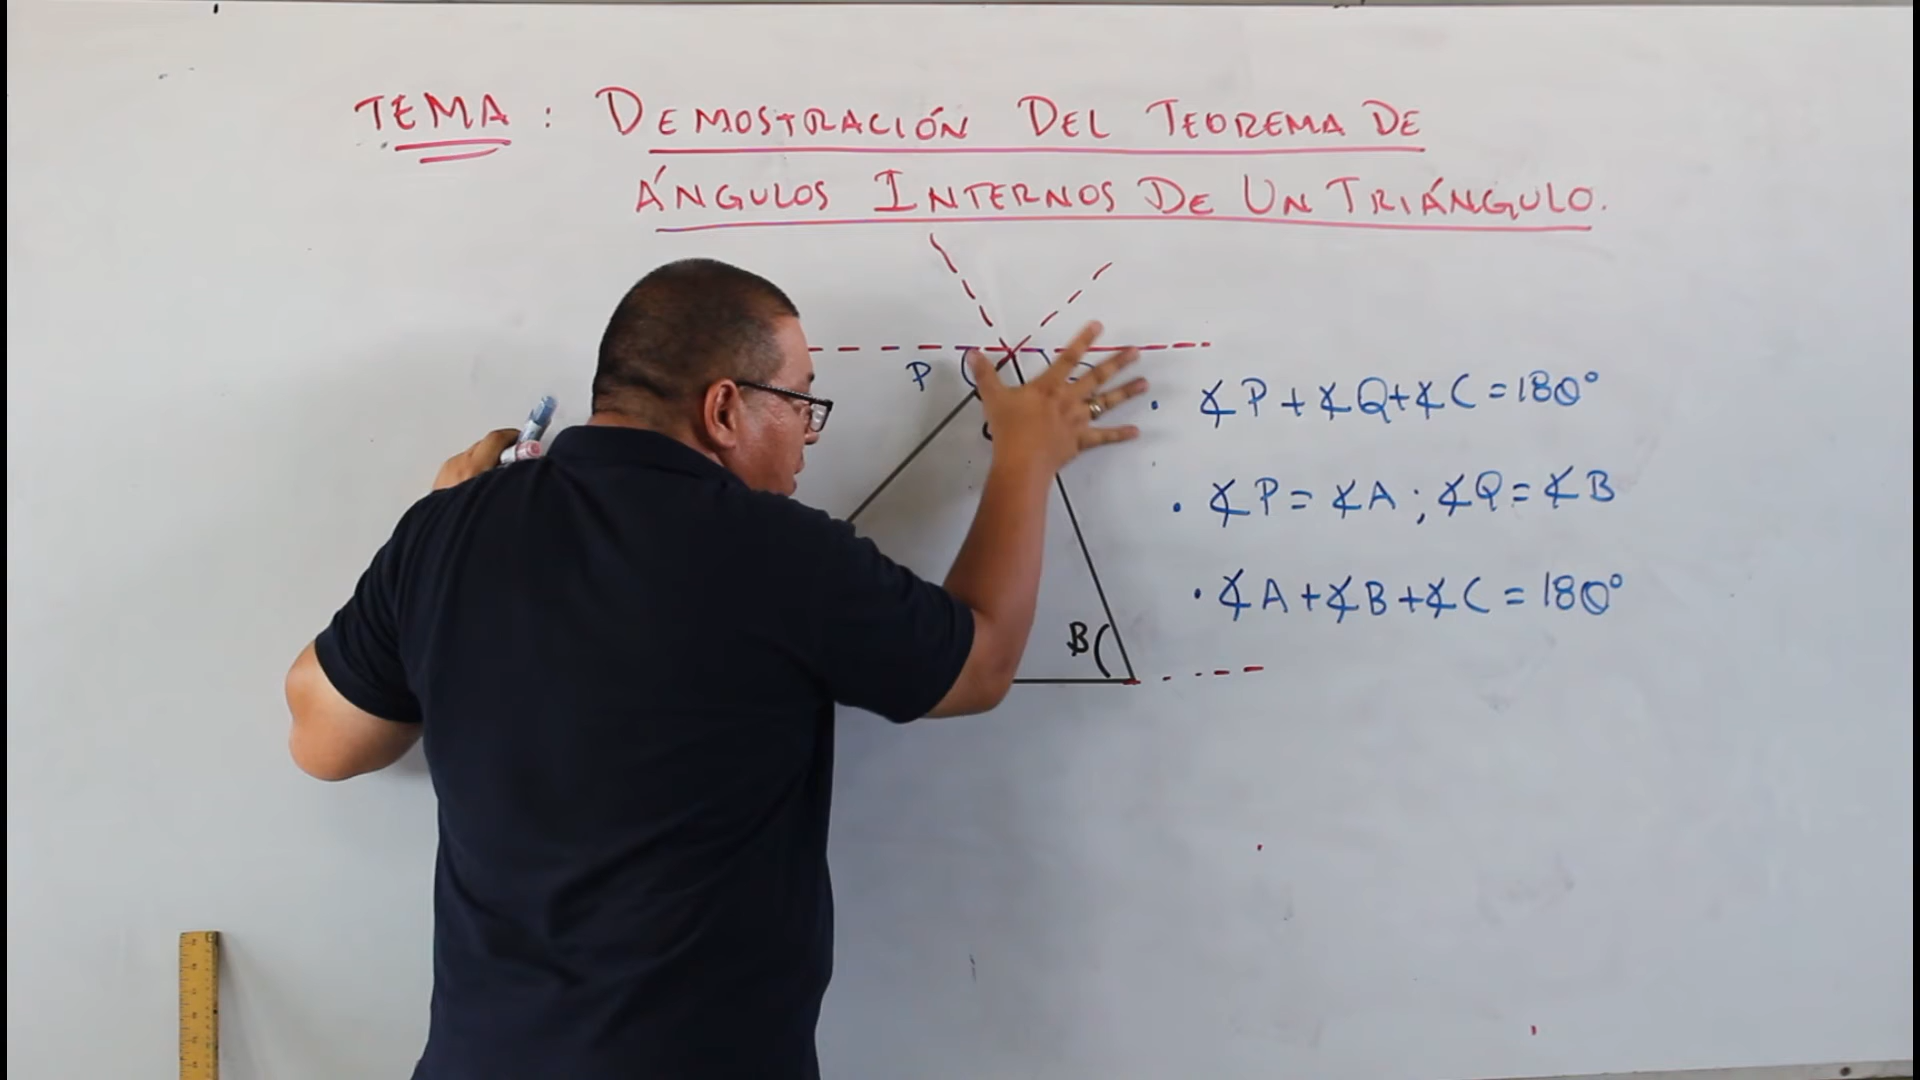 TEMA: DEMOSTRACIÓN DEL TEOREMA DE
ÁNGULOS INTERNOS DE UN TRIÁNGULO.
P
· ∡P + ∡Q + ∡C = 180°
· ∡P = ∡A ; ∡Q = ∡B
· ∡A + ∡B + ∡C = 180°
B